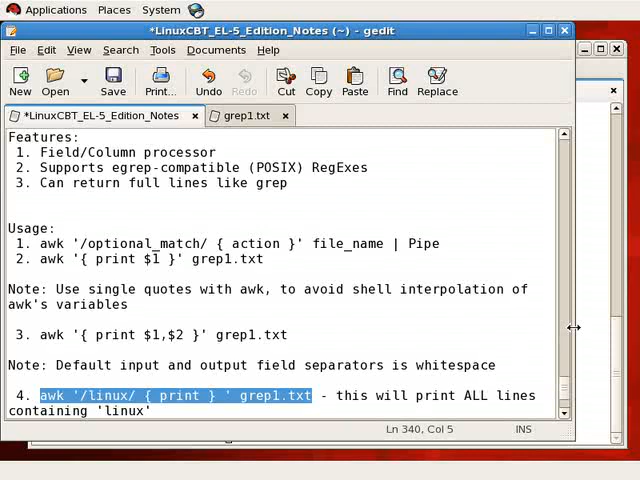 Applications Places System
*LinuxCBT_EL-5_Edition_Notes (~) - gedit
File Edit View Search Tools Documents Help
New Open Save Print... Undo Redo Cut Copy Paste Find Replace
*LinuxCBT_EL-5_Edition_Notes × grep1.txt ×
Features:
1. Field/Column processor
2. Supports egrep-compatible (POSIX) RegExes
3. Can return full lines like grep
Usage:
1. awk '/optional_match/ { action }' file_name | Pipe
2. awk '{ print $1 }' grep1.txt
Note: Use single quotes with awk, to avoid shell interpolation of
awk's variables
3. awk '{ print $1,$2 }' grep1.txt
Note: Default input and output field separators is whitespace
4. awk '/linux/ { print } ' grep1.txt - this will print ALL lines
containing 'linux'
Ln 340, Col 5 INS